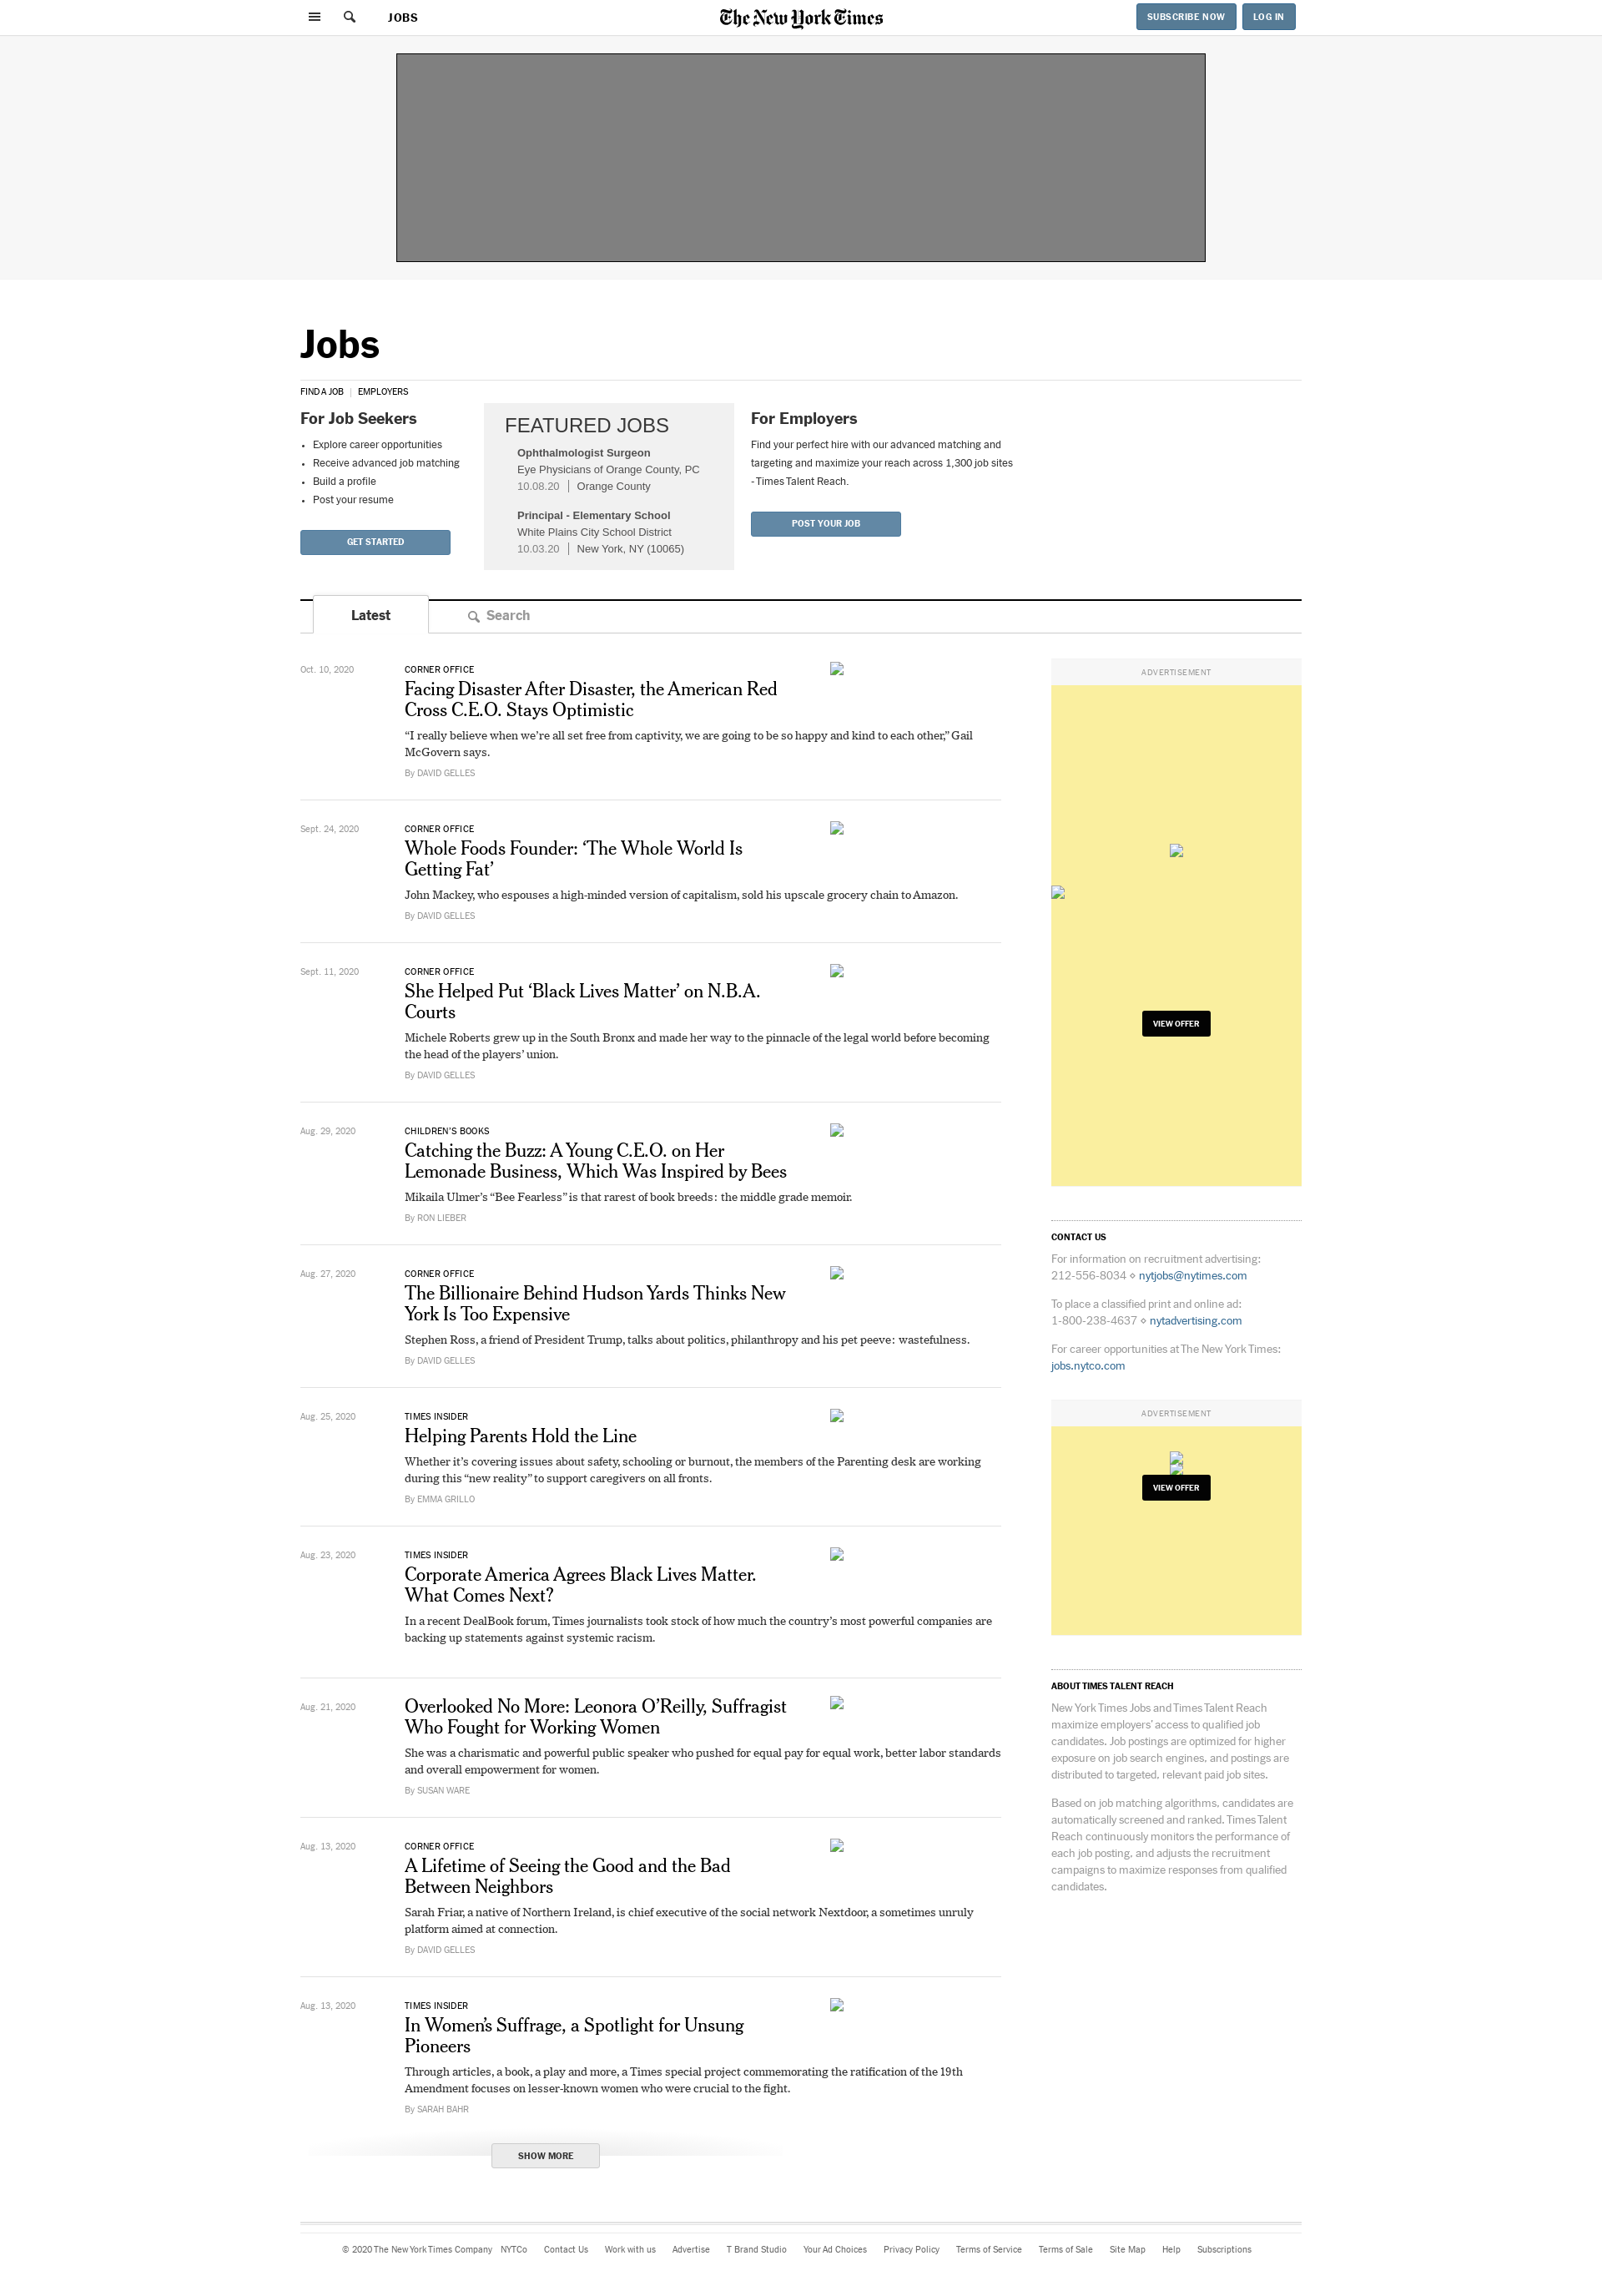 JOBS
The New York Times
SUBSCRIBE NOW
LOG IN
Jobs
FIND A JOB | EMPLOYERS
For Job Seekers
• Explore career opportunities
• Receive advanced job matching
• Build a profile
• Post your resume
GET STARTED
FEATURED JOBS
Ophthalmologist Surgeon
Eye Physicians of Orange County, PC
10.08.20 | Orange County
Principal - Elementary School
White Plains City School District
10.03.20 | New York, NY (10065)
For Employers
Find your perfect hire with our advanced matching and
targeting and maximize your reach across 1,300 job sites
- Times Talent Reach.
POST YOUR JOB
Latest
Search
Oct. 10, 2020
CORNER OFFICE
Facing Disaster After Disaster, the American Red
Cross C.E.O. Stays Optimistic
“I really believe when we’re all set free from captivity, we are going to be so happy and kind to each other,” Gail
McGovern says.
By DAVID GELLES
Sept. 24, 2020
CORNER OFFICE
Whole Foods Founder: ‘The Whole World Is
Getting Fat’
John Mackey, who espouses a high-minded version of capitalism, sold his upscale grocery chain to Amazon.
By DAVID GELLES
Sept. 11, 2020
CORNER OFFICE
She Helped Put ‘Black Lives Matter’ on N.B.A.
Courts
Michele Roberts grew up in the South Bronx and made her way to the pinnacle of the legal world before becoming
the head of the players’ union.
By DAVID GELLES
Aug. 29, 2020
CHILDREN’S BOOKS
Catching the Buzz: A Young C.E.O. on Her
Lemonade Business, Which Was Inspired by Bees
Mikaila Ulmer’s “Bee Fearless” is that rarest of book breeds: the middle grade memoir.
By RON LIEBER
Aug. 27, 2020
CORNER OFFICE
The Billionaire Behind Hudson Yards Thinks New
York Is Too Expensive
Stephen Ross, a friend of President Trump, talks about politics, philanthropy and his pet peeve: wastefulness.
By DAVID GELLES
Aug. 25, 2020
TIMES INSIDER
Helping Parents Hold the Line
Whether it’s covering issues about safety, schooling or burnout, the members of the Parenting desk are working
during this “new reality” to support caregivers on all fronts.
By EMMA GRILLO
Aug. 23, 2020
TIMES INSIDER
Corporate America Agrees Black Lives Matter.
What Comes Next?
In a recent DealBook forum, Times journalists took stock of how much the country’s most powerful companies are
backing up statements against systemic racism.
Aug. 21, 2020
Overlooked No More: Leonora O’Reilly, Suffragist
Who Fought for Working Women
She was a charismatic and powerful public speaker who pushed for equal pay for equal work, better labor standards
and overall empowerment for women.
By SUSAN WARE
Aug. 13, 2020
CORNER OFFICE
A Lifetime of Seeing the Good and the Bad
Between Neighbors
Sarah Friar, a native of Northern Ireland, is chief executive of the social network Nextdoor, a sometimes unruly
platform aimed at connection.
By DAVID GELLES
Aug. 13, 2020
TIMES INSIDER
In Women’s Suffrage, a Spotlight for Unsung
Pioneers
Through articles, a book, a play and more, a Times special project commemorating the ratification of the 19th
Amendment focuses on lesser-known women who were crucial to the fight.
By SARAH BAHR
SHOW MORE
ADVERTISEMENT
VIEW OFFER
CONTACT US
For information on recruitment advertising:
212-556-8034 ⋄ nytjobs@nytimes.com
To place a classified print and online ad:
1-800-238-4637 ⋄ nytadvertising.com
For career opportunities at The New York Times:
jobs.nytco.com
ADVERTISEMENT
VIEW OFFER
ABOUT TIMES TALENT REACH
New York Times Jobs and Times Talent Reach
maximize employers’ access to qualified job
candidates. Job postings are optimized for higher
exposure on job search engines, and postings are
distributed to targeted, relevant paid job sites.
Based on job matching algorithms, candidates are
automatically screened and ranked. Times Talent
Reach continuously monitors the performance of
each job posting, and adjusts the recruitment
campaigns to maximize responses from qualified
candidates.
© 2020 The New York Times Company NYTCo Contact Us Work with us Advertise T Brand Studio Your Ad Choices Privacy Policy Terms of Service Terms of Sale Site Map Help Subscriptions